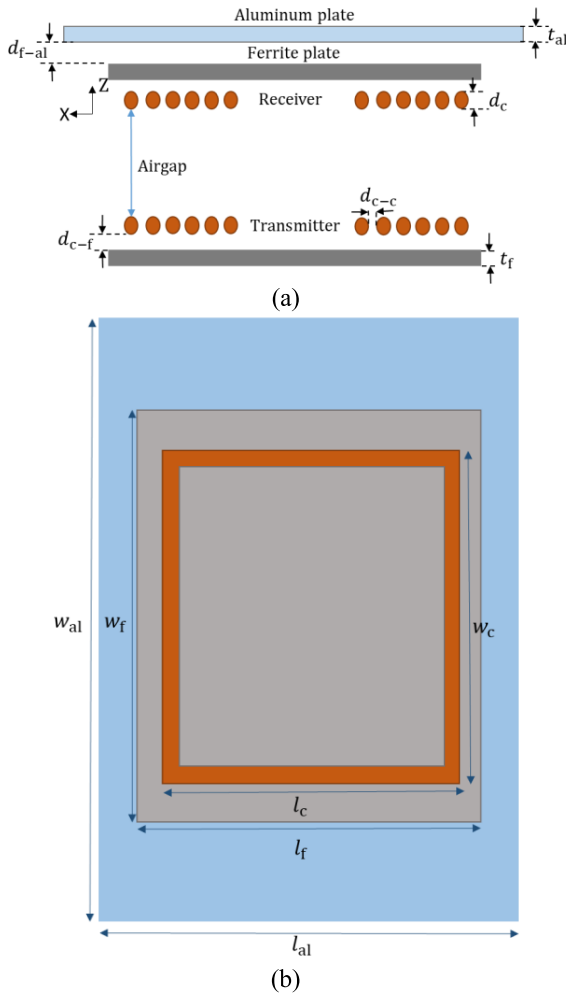 Aluminum plate
d_f−al
t_al
Ferrite plate
Z
X
Receiver
d_c
Airgap
d_c−c
Transmitter
d_c−f
t_f
(a)
w_al
w_f
w_c
l_c
l_f
l_al
(b)